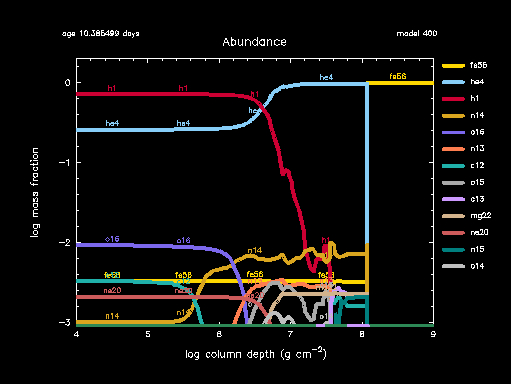 age 10.386499 days
model 400
Abundance
fe56
he4
h1
n14
o16
n13
c12
o15
c13
mg22
ne20
n15
o14
log mass fraction
0
−1
−2
−3
h1 h1 h1
he4 he4 he4
fe56
he4 he4
o16 o16
n14
h1
fe56 fe56 fe56
ne20
n14
4 5 6 7 8 9
log column depth (g cm−2)